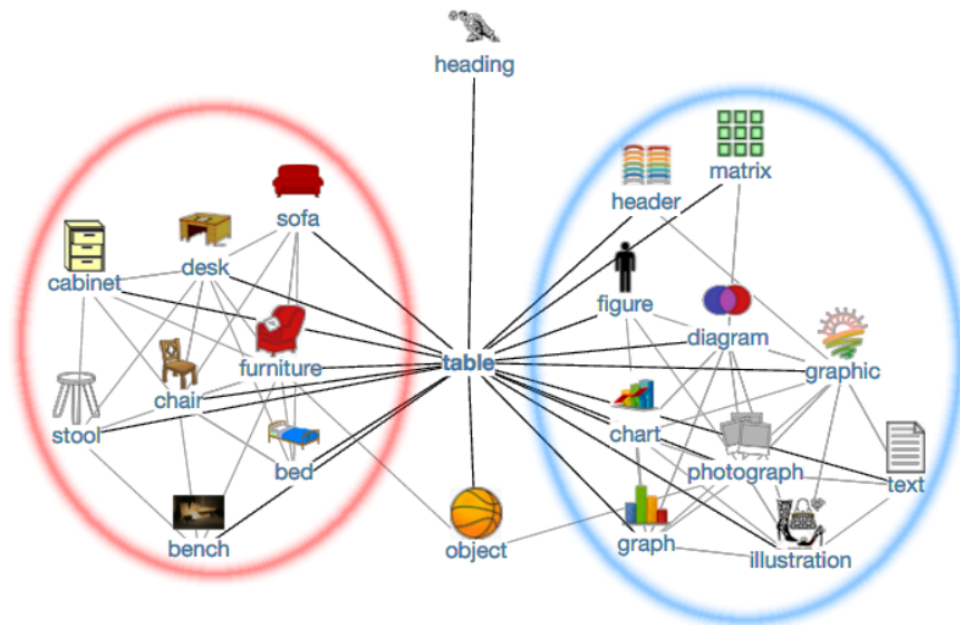 heading
matrix
header
sofa
desk
cabinet
figure
diagram
table
furniture
graphic
chair
stool
chart
bed
photograph
text
bench
object
graph
illustration